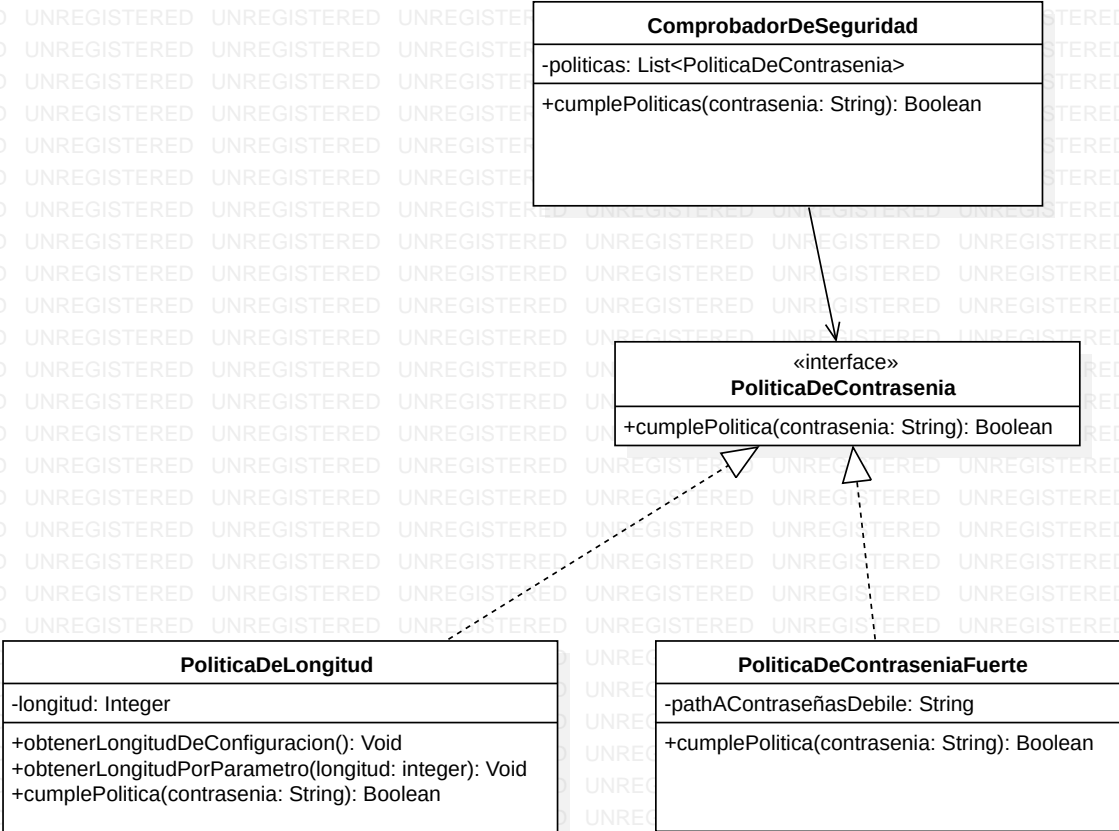 ComprobadorDeSeguridad
-politicas: List<PoliticaDeContrasenia>
+cumplePoliticas(contrasenia: String): Boolean
«interface»
PoliticaDeContrasenia
+cumplePolitica(contrasenia: String): Boolean
PoliticaDeLongitud
-longitud: Integer
+obtenerLongitudDeConfiguracion(): Void
+obtenerLongitudPorParametro(longitud: integer): Void
+cumplePolitica(contrasenia: String): Boolean
PoliticaDeContraseniaFuerte
-pathAContraseñasDebile: String
+cumplePolitica(contrasenia: String): Boolean
UNREGISTERED